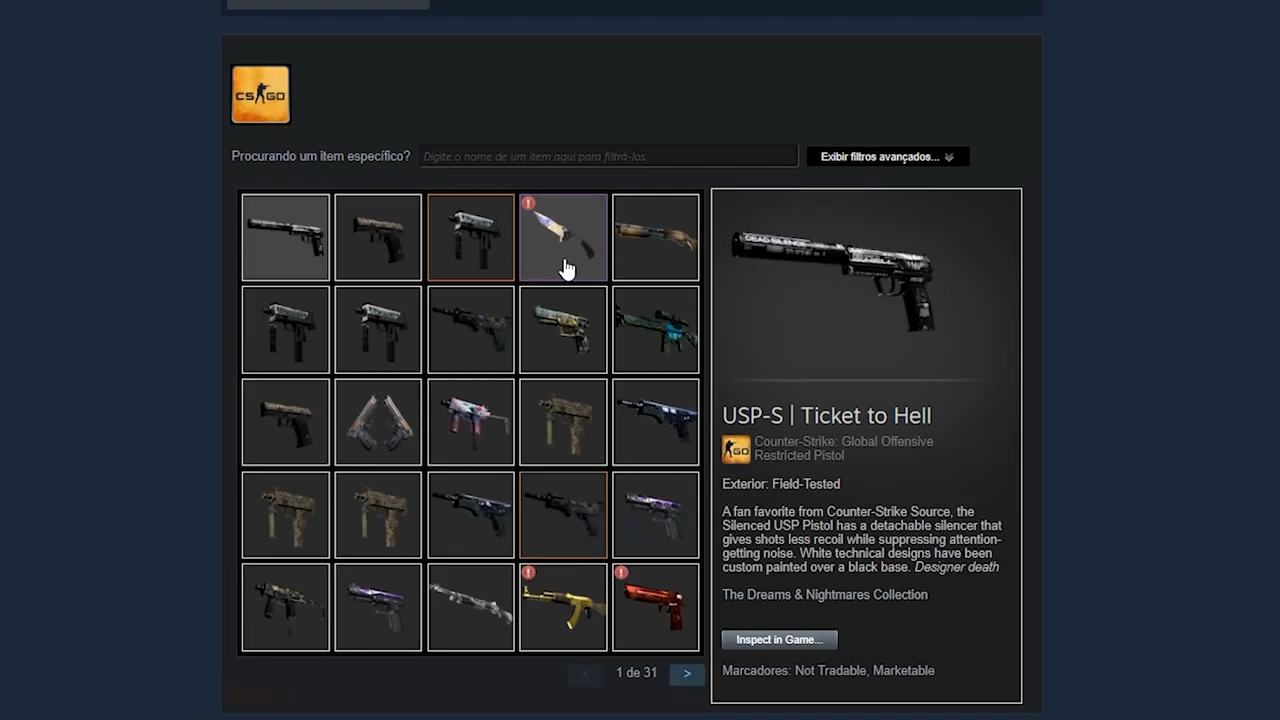 CS GO
Procurando um item específico?
Digite o nome de um item aqui para filtrá-los
Exibir filtros avançados...
DEAD SILENCE
USP-S | Ticket to Hell
GO
Counter-Strike: Global Offensive
Restricted Pistol
Exterior: Field-Tested
A fan favorite from Counter-Strike Source, the
Silenced USP Pistol has a detachable silencer that
gives shots less recoil while suppressing attention-
getting noise. White technical designs have been
custom painted over a black base. Designer death
The Dreams & Nightmares Collection
Inspect in Game...
Marcadores: Not Tradable, Marketable
< 1 de 31 >